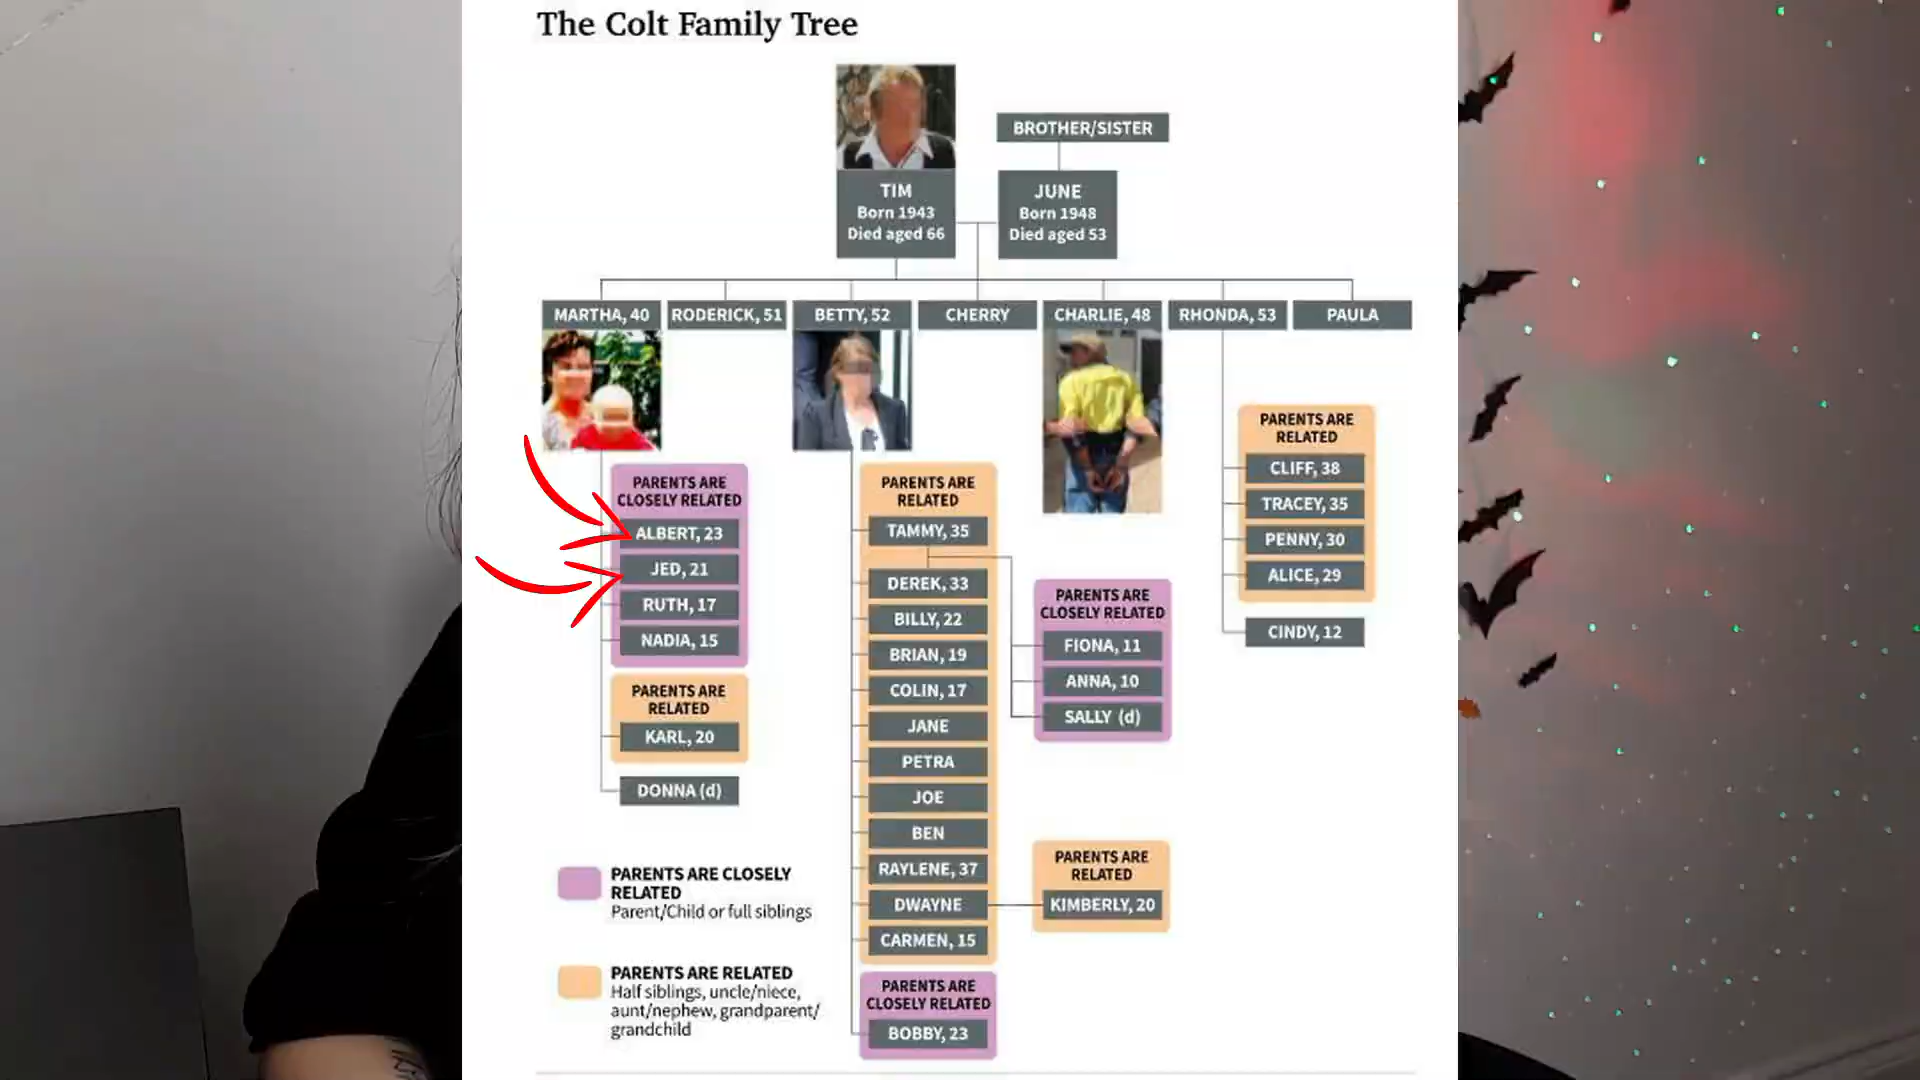 The Colt Family Tree
BROTHER/SISTER
TIM
Born 1943
Died aged 66
JUNE
Born 1948
Died aged 53
MARTHA, 40
RODERICK, 51
BETTY, 52
CHERRY
CHARLIE, 48
RHONDA, 53
PAULA
PARENTS ARE
CLOSELY RELATED
ALBERT, 23
JED, 21
RUTH, 17
NADIA, 15
PARENTS ARE
RELATED
KARL, 20
DONNA (d)
PARENTS ARE
RELATED
TAMMY, 35
DEREK, 33
BILLY, 22
BRIAN, 19
COLIN, 17
JANE
PETRA
JOE
BEN
RAYLENE, 37
DWAYNE
CARMEN, 15
PARENTS ARE
CLOSELY RELATED
BOBBY, 23
PARENTS ARE
CLOSELY RELATED
FIONA, 11
ANNA, 10
SALLY (d)
PARENTS ARE
RELATED
KIMBERLY, 20
PARENTS ARE
RELATED
CLIFF, 38
TRACEY, 35
PENNY, 30
ALICE, 29
CINDY, 12
PARENTS ARE CLOSELY
RELATED
Parent/Child or full siblings
PARENTS ARE RELATED
Half siblings, uncle/niece,
aunt/nephew, grandparent/
grandchild